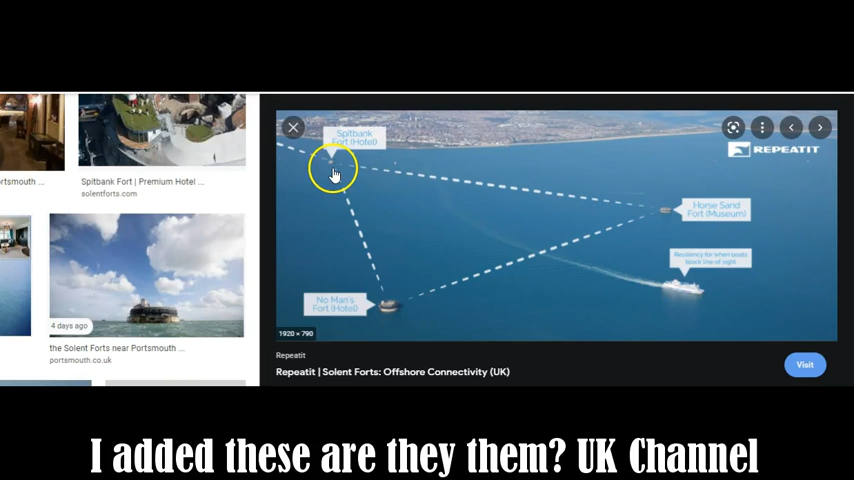 ortsmouth ...
Spitbank Fort | Premium Hotel ...
solentforts.com
4 days ago
the Solent Forts near Portsmouth ...
portsmouth.co.uk
Spitbank
Fort (Hotel)
REPEATIT
Horse Sand
Fort (Museum)
Resiliency for when boats
block line of sight
No Man's
Fort (Hotel)
1920 × 790
Repeatit
Repeatit | Solent Forts: Offshore Connectivity (UK)
Visit
I added these are they them? UK Channel